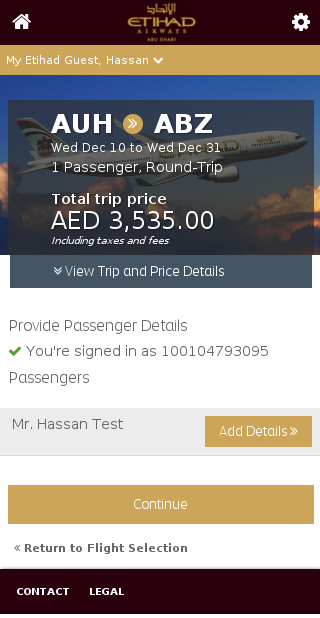 الإتحاد
ETIHAD
AIRWAYS
ABU DHABI
My Etihad Guest, Hassan
AUH ABZ
Wed Dec 10 to Wed Dec 31
1 Passenger, Round-Trip
Total trip price
AED 3,535.00
Including taxes and fees
View Trip and Price Details
Provide Passenger Details
You're signed in as 100104793095
Passengers
Mr. Hassan Test
Add Details »
Continue
« Return to Flight Selection
CONTACT LEGAL